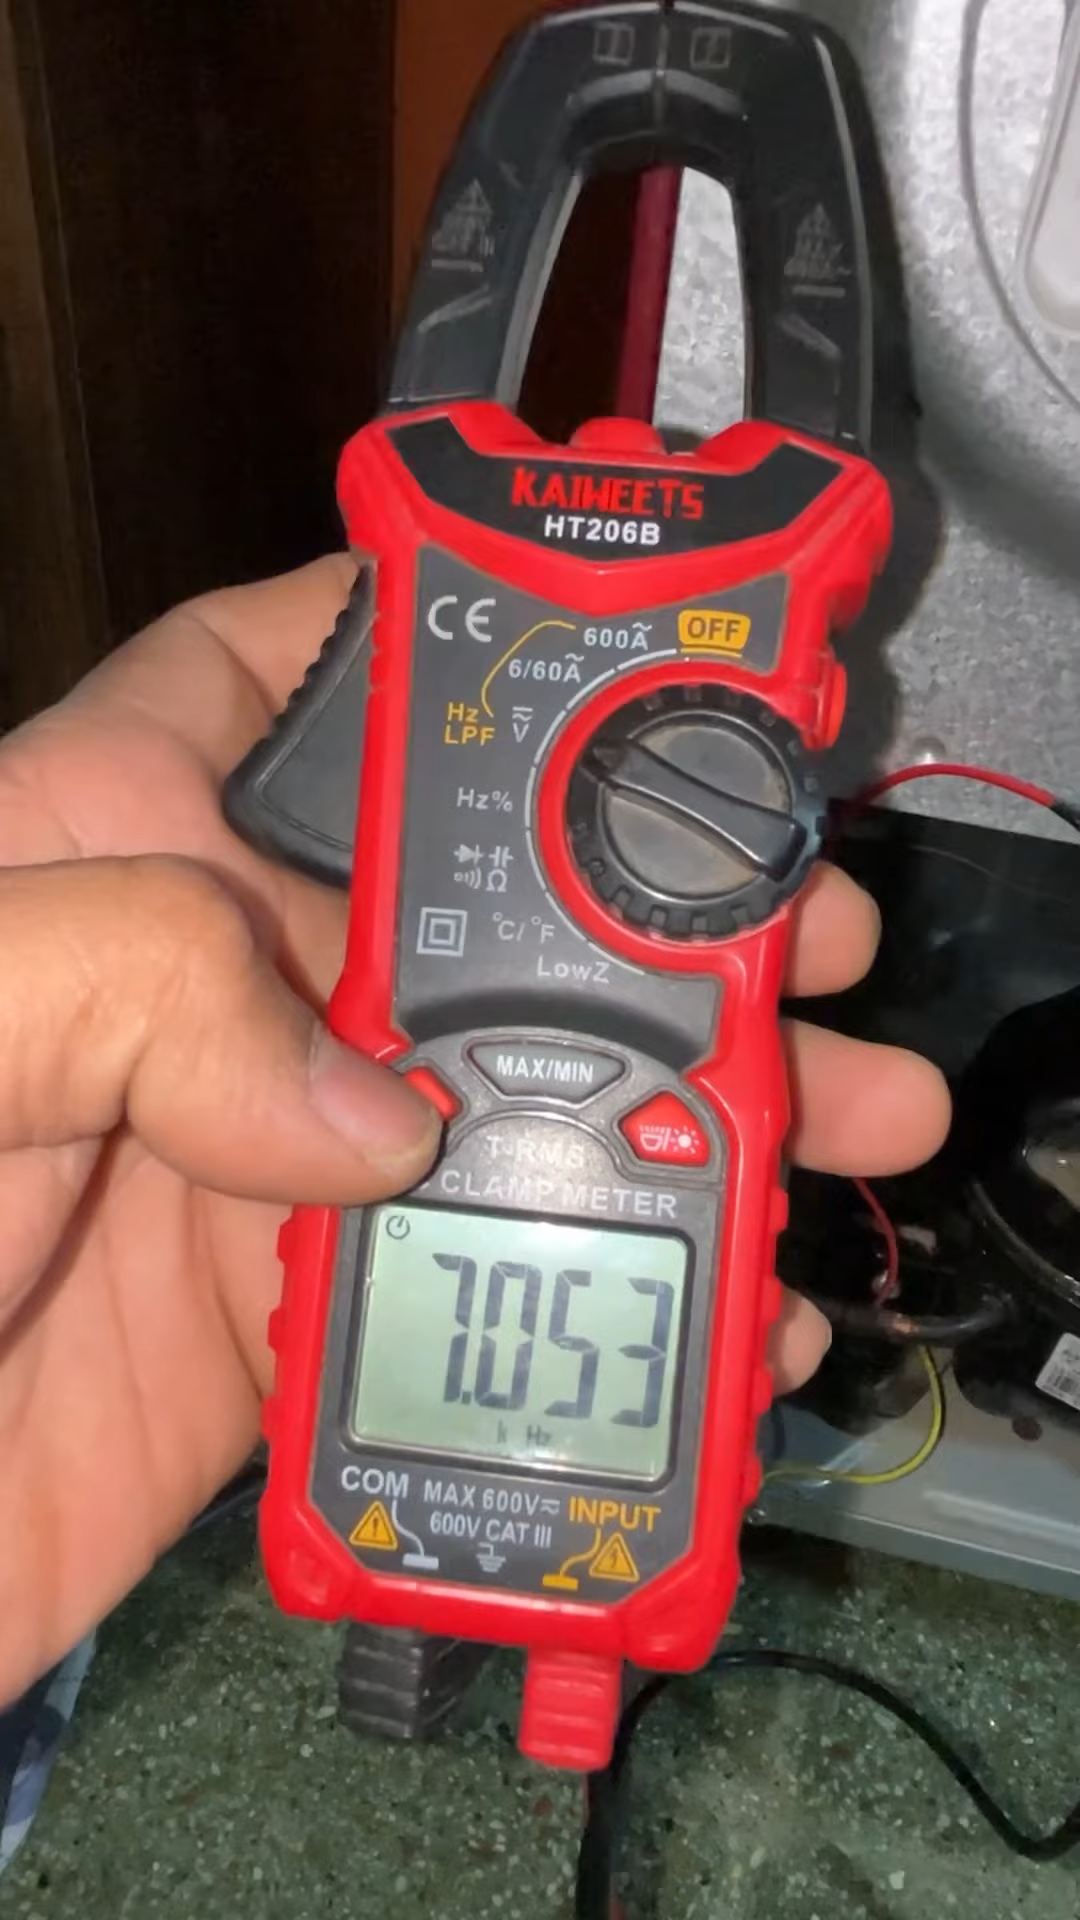 KAIWEETS
HT206B
CE
600A
OFF
6/60A
Hz
LPF
V
Hz%
Ω
°C/°F
LowZ
MAX/MIN
T-RMS
CLAMP METER
7.053
k Hz
COM
MAX 600V
INPUT
600V CAT III